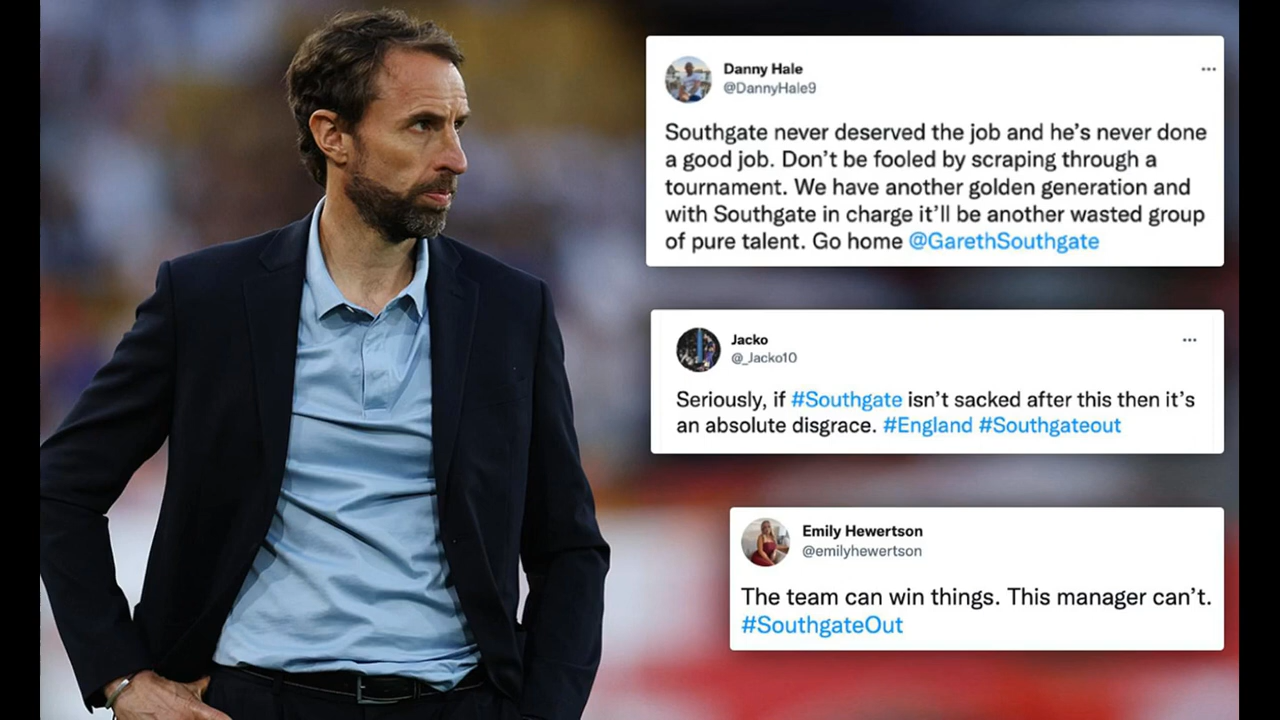 Danny Hale
@DannyHale9
Southgate never deserved the job and he's never done
a good job. Don't be fooled by scraping through a
tournament. We have another golden generation and
with Southgate in charge it'll be another wasted group
of pure talent. Go home @GarethSouthgate
Jacko
@_Jacko10
Seriously, if #Southgate isn't sacked after this then it's
an absolute disgrace. #England #Southgateout
Emily Hewertson
@emilyhewertson
The team can win things. This manager can't.
#SouthgateOut